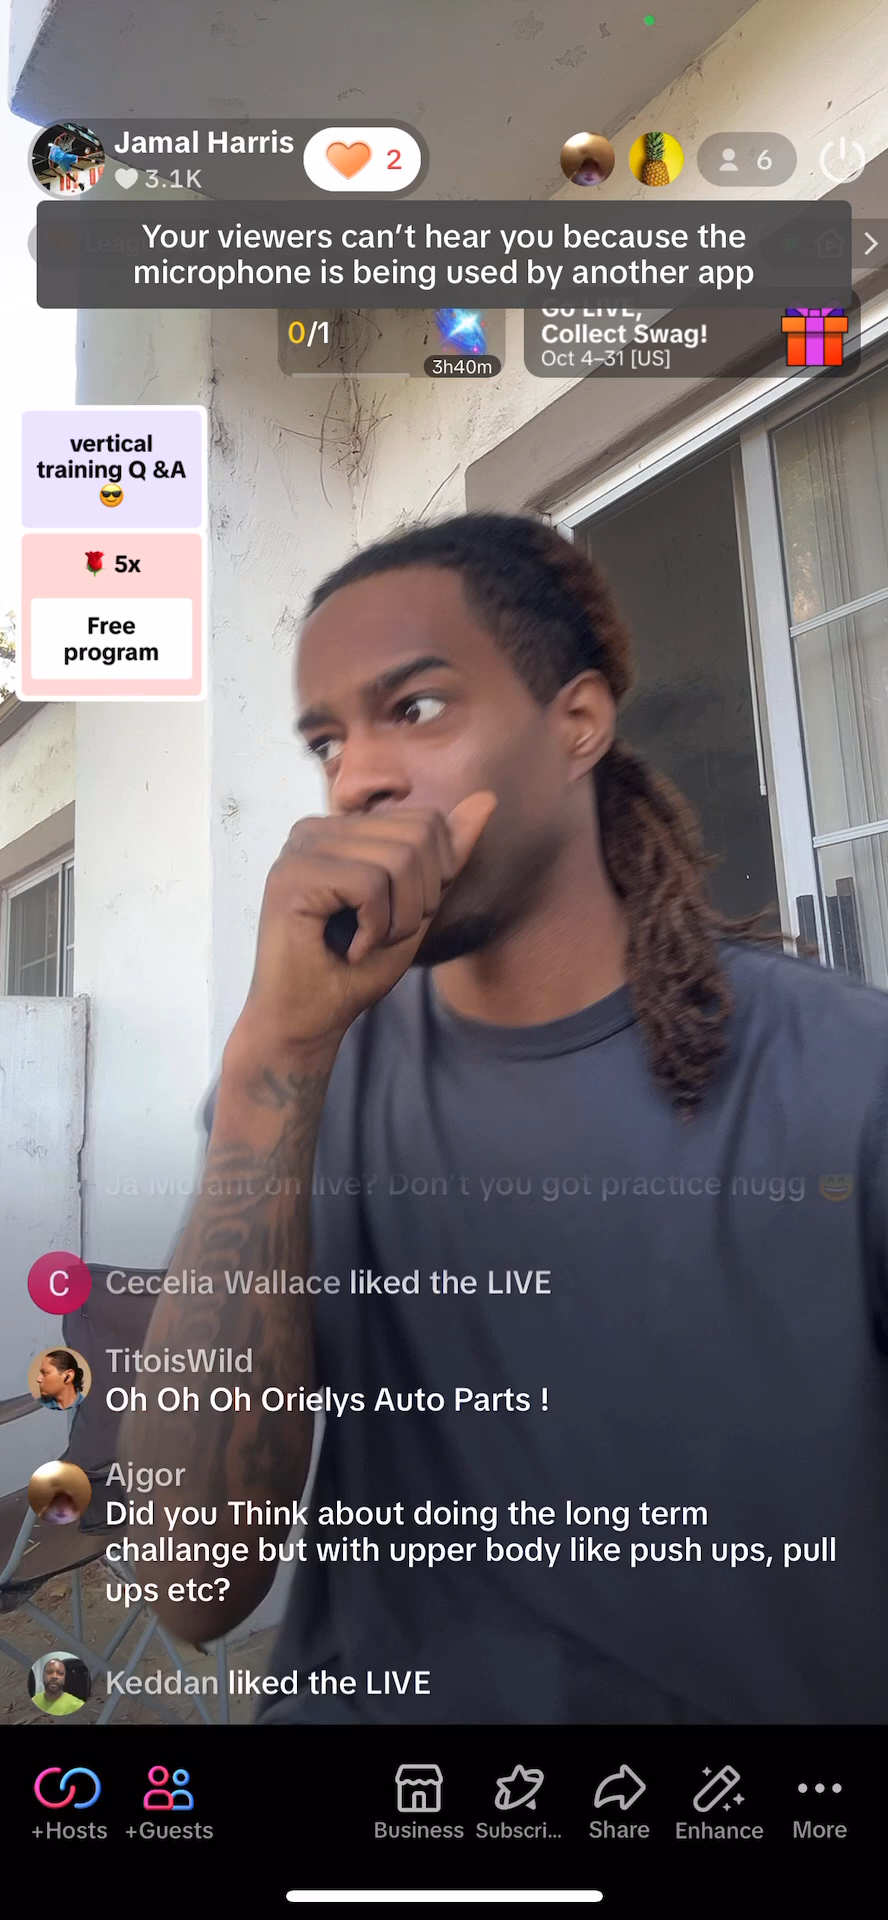 Jamal Harris
3.1K
2
6
Your viewers can't hear you because the
microphone is being used by another app
0/1
3h40m
Go LIVE,
Collect Swag!
Oct 4–31 [US]
vertical
training Q &A
😎
🌹 5x
Free
program
Ja Morant on live? Don't you got practice nugg 😅
C
Cecelia Wallace liked the LIVE
TitoisWild
Oh Oh Oh Orielys Auto Parts !
Ajgor
Did you Think about doing the long term
challange but with upper body like push ups, pull
ups etc?
Keddan liked the LIVE
+Hosts
+Guests
Business
Subscri...
Share
Enhance
More